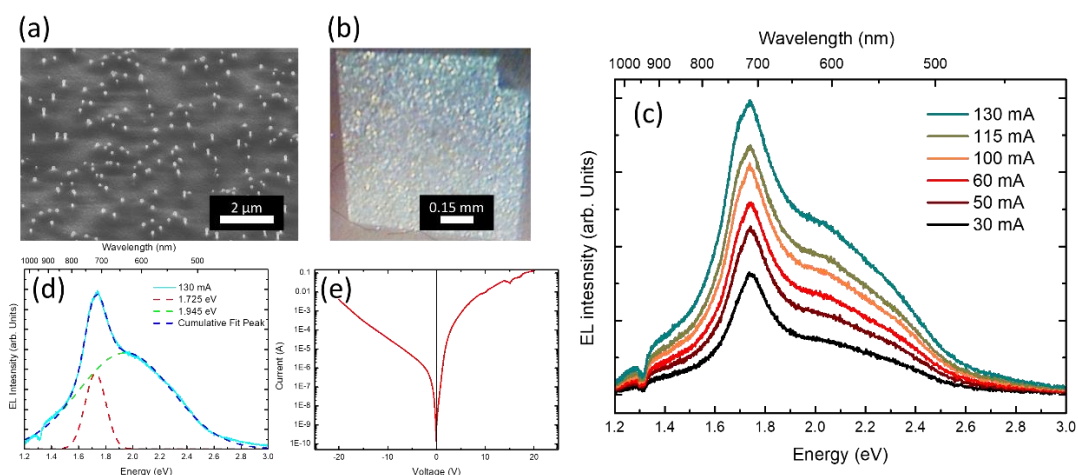 (a)
2 µm
(b)
0.15 mm
Wavelength (nm)
1000 900 800 700 600 500
(c)
130 mA
115 mA
100 mA
60 mA
50 mA
30 mA
EL Intesnsity (arb. Units)
1.2 1.4 1.6 1.8 2.0 2.2 2.4 2.6 2.8 3.0
Energy (eV)
Wavelength (nm)
1000 900 800 700 600 500
(d)
130 mA
1.725 eV
1.945 eV
Cumulative Fit Peak
EL Intensity (arb. Units)
1.2 1.4 1.6 1.8 2.0 2.2 2.4 2.6 2.8 3.0
Energy (eV)
(e)
0.1
0.01
1E-3
1E-4
1E-5
1E-6
1E-7
1E-8
1E-9
1E-10
Current (A)
-20 -10 0 10 20
Voltage (V)